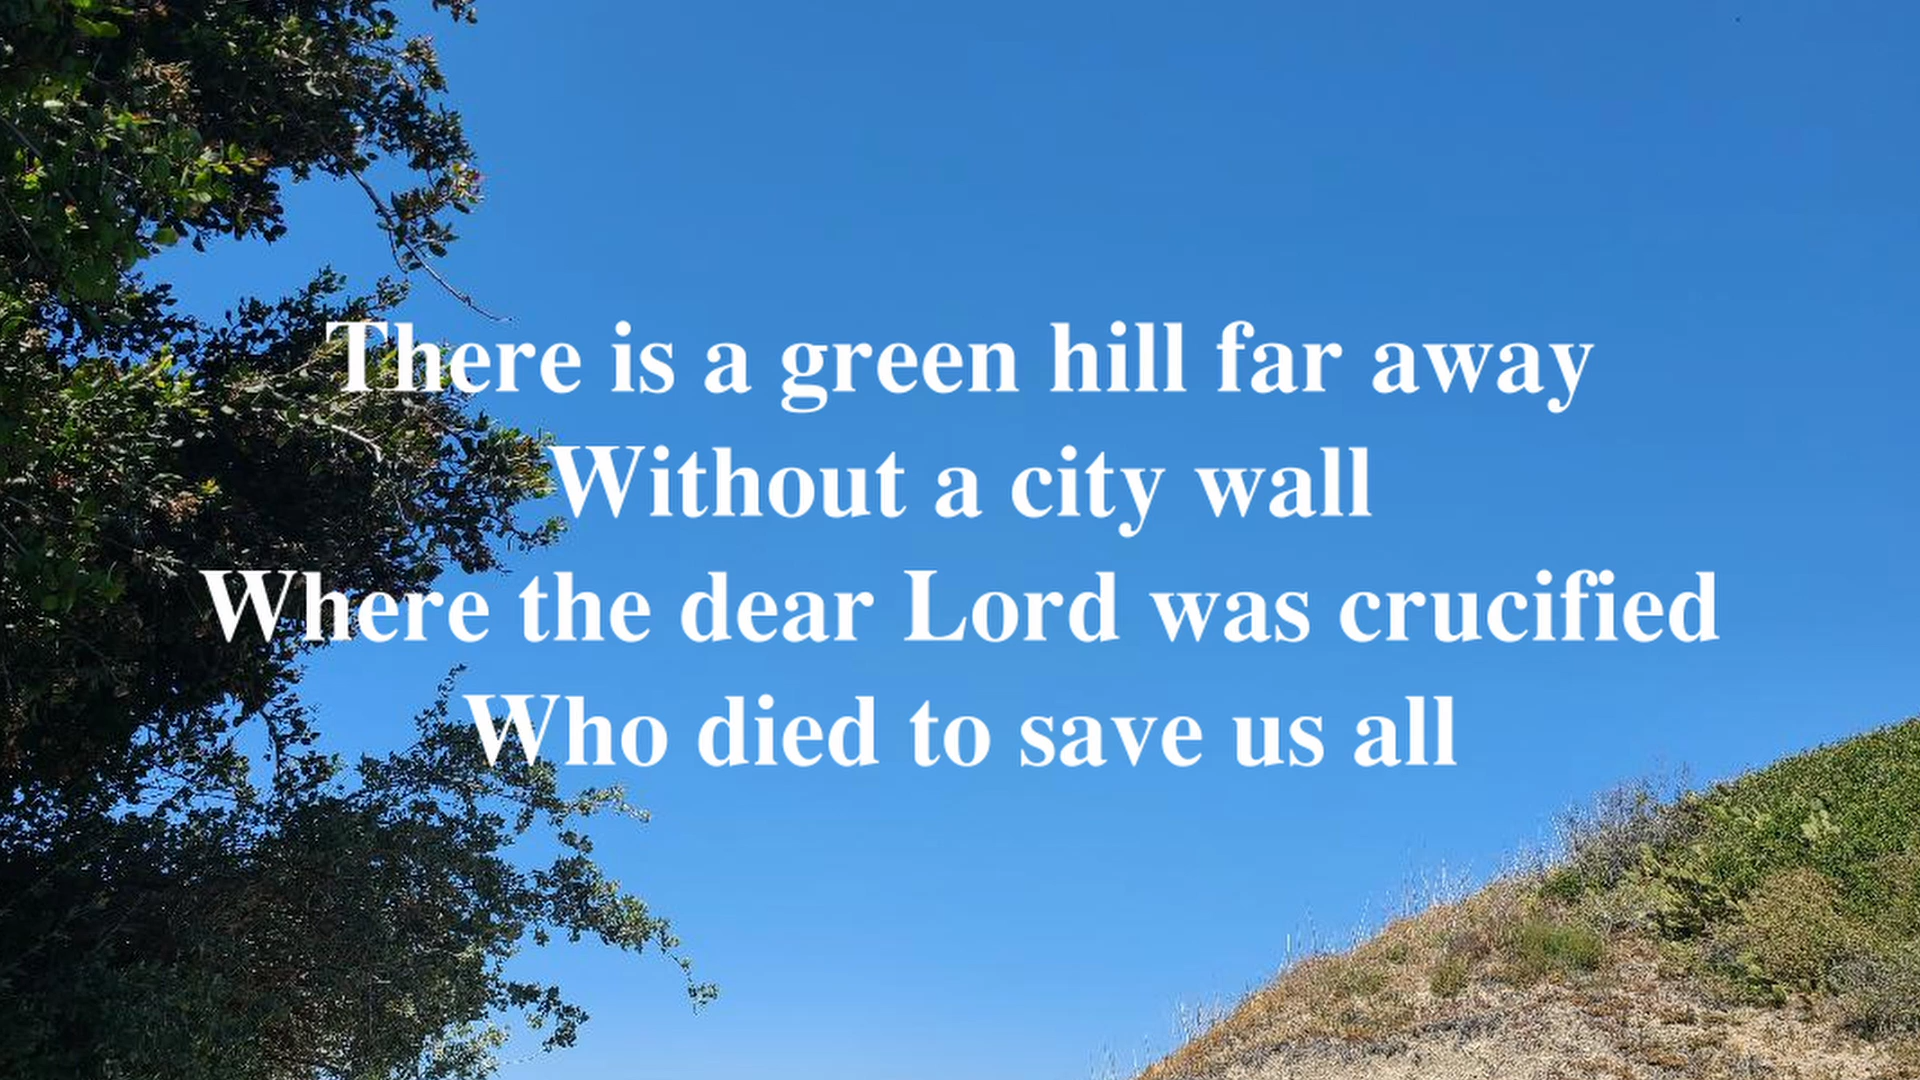 There is a green hill far away
Without a city wall
Where the dear Lord was crucified
Who died to save us all